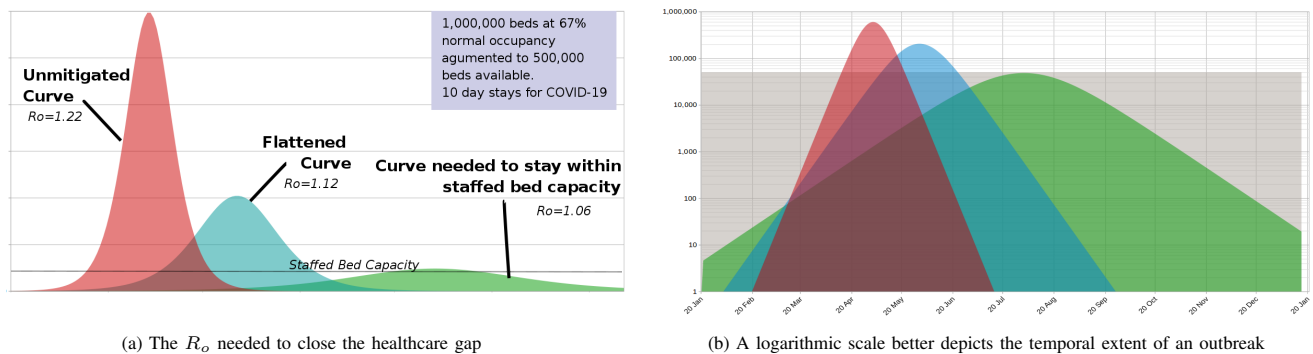 1,000,000 beds at 67%
normal occupancy
agumented to 500,000
beds available.
10 day stays for COVID-19
Unmitigated
Curve
Ro=1.22
Flattened
Curve
Ro=1.12
Curve needed to stay within
staffed bed capacity
Ro=1.06
Staffed Bed Capacity
(a) The Ro needed to close the healthcare gap
1,000,000
100,000
10,000
1,000
100
10
1
20 Jan
20 Feb
20 Mar
20 Apr
20 May
20 Jun
20 Jul
20 Aug
20 Sep
20 Oct
20 Nov
20 Dec
20 Jan
(b) A logarithmic scale better depicts the temporal extent of an outbreak